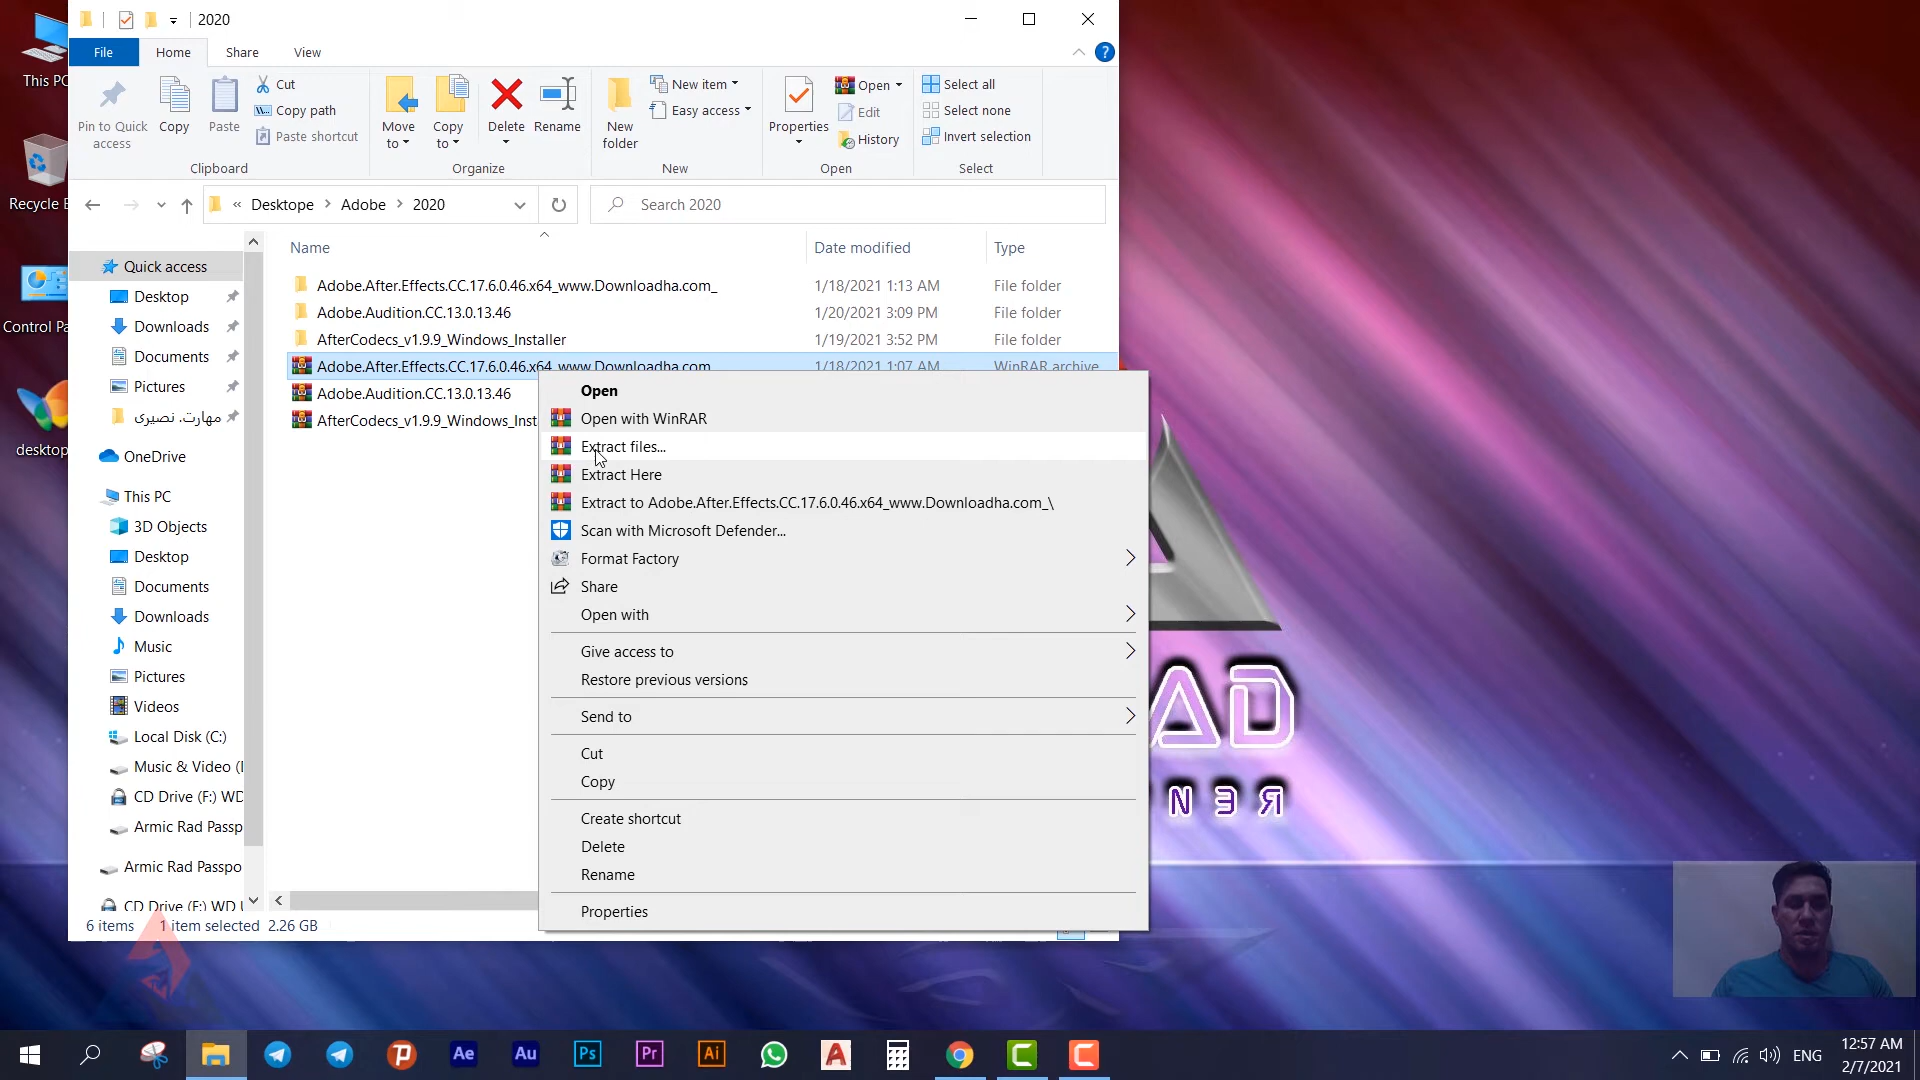 2020
File
Home
Share
View
Pin to Quick access
Copy
Paste
Cut
Copy path
Paste shortcut
Clipboard
Move to
Copy to
Delete
Rename
Organize
New folder
New item
Easy access
New
Properties
Open
Edit
History
Open
Select all
Select none
Invert selection
Select
« Desktope > Adobe > 2020
Search 2020
Name
Date modified
Type
Adobe.After.Effects.CC.17.6.0.46.x64_www.Downloadha.com_ 1/18/2021 1:13 AM File folder
Adobe.Audition.CC.13.0.13.46 1/20/2021 3:09 PM File folder
AfterCodecs_v1.9.9_Windows_Installer 1/19/2021 3:52 PM File folder
Adobe.After.Effects.CC.17.6.0.46.x64_www.Downloadha.com 1/18/2021 1:07 AM WinRAR archive
Adobe.Audition.CC.13.0.13.46
AfterCodecs_v1.9.9_Windows_Inst
Quick access
Desktop
Downloads
Documents
Pictures
مهارت. نصیری
OneDrive
This PC
3D Objects
Desktop
Documents
Downloads
Music
Pictures
Videos
Local Disk (C:)
Music & Video (
CD Drive (F:) WD
Armic Rad Passp
Armic Rad Passpo
CD Drive (F:) WD
6 items
1 item selected 2.26 GB
Open
Open with WinRAR
Extract files...
Extract Here
Extract to Adobe.After.Effects.CC.17.6.0.46.x64_www.Downloadha.com_\
Scan with Microsoft Defender...
Format Factory
Share
Open with
Give access to
Restore previous versions
Send to
Cut
Copy
Create shortcut
Delete
Rename
Properties
This PC
Recycle
Control Pa
desktop
AD
Ae
Au
Ps
Pr
Ai
ENG
12:57 AM
2/7/2021